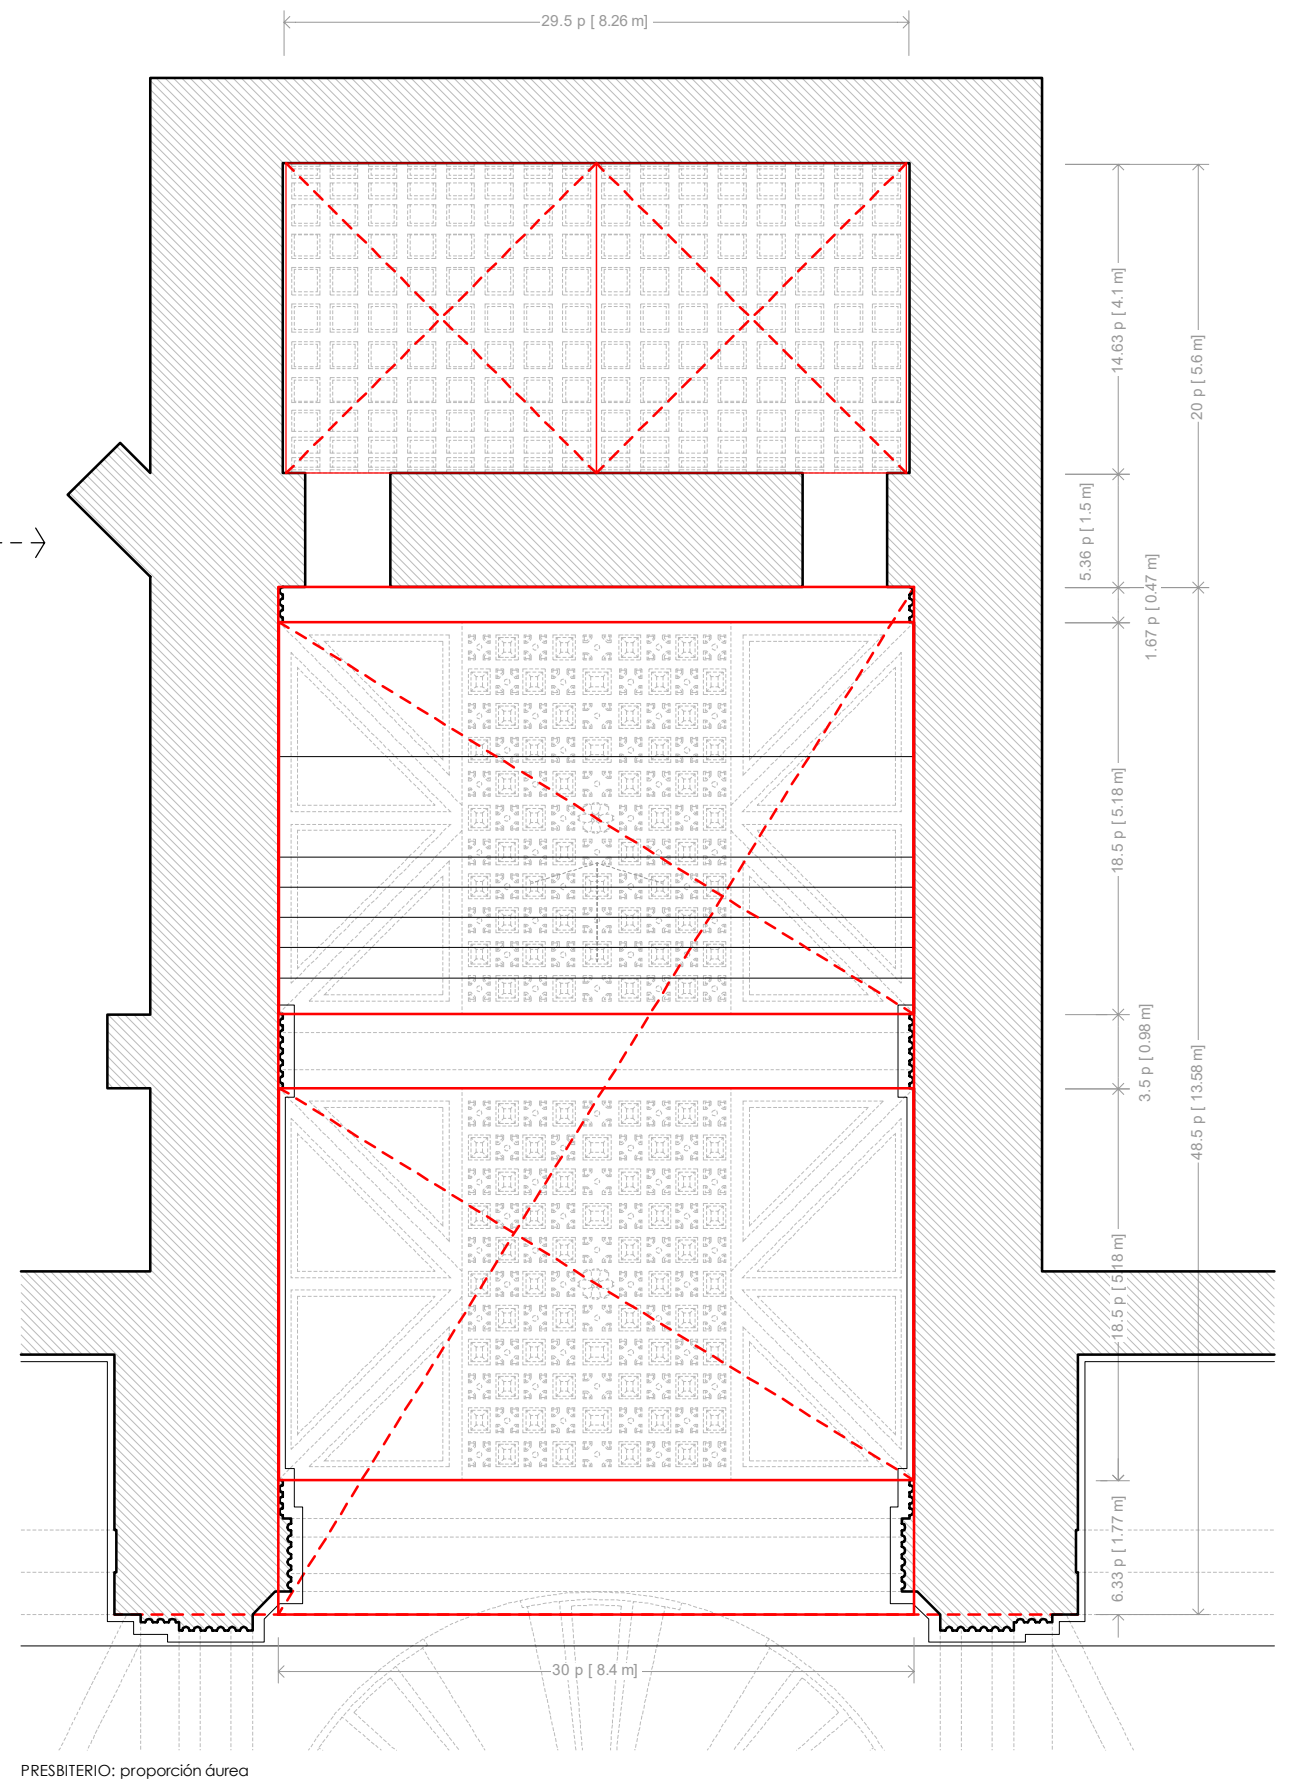 29.5 p [ 8.26 m]
14.63 p [ 4.1 m]
20 p [ 5.6 m]
5.36 p [ 1.5 m]
1.67 p [ 0.47 m]
18.5 p [ 5.18 m]
3.5 p [ 0.98 m]
48.5 p [ 13.58 m]
18.5 p [ 5.18 m]
6.33 p [ 1.77 m]
30 p [ 8.4 m]
PRESBITERIO: proporción áurea